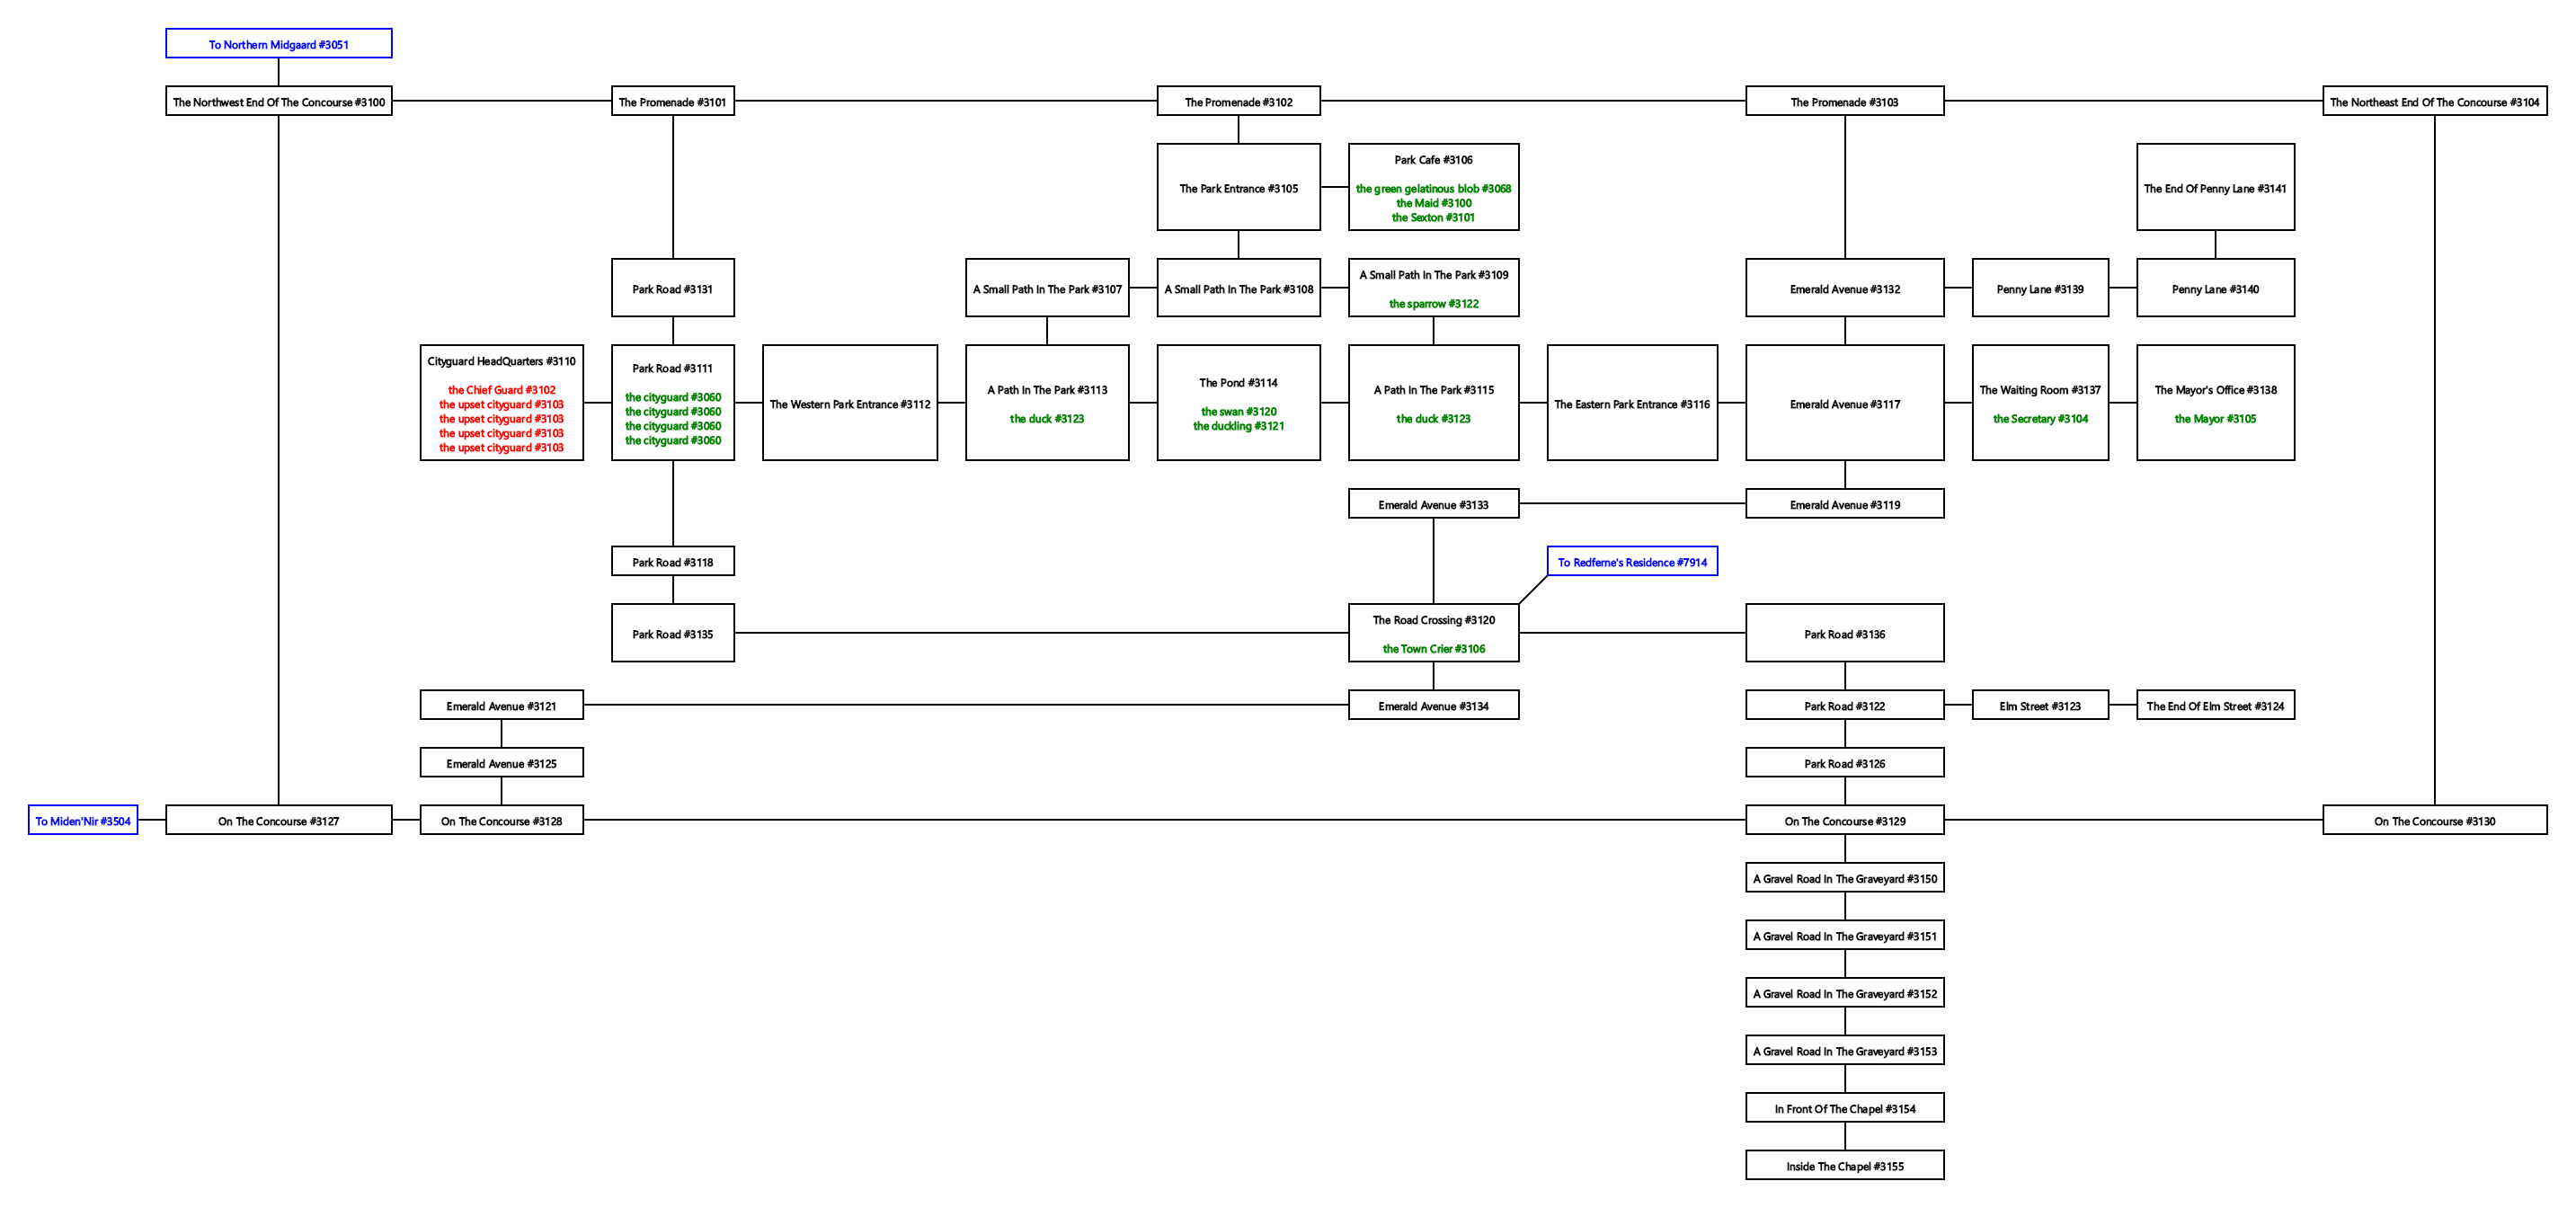 To Northern Midgaard #3051
The Northwest End Of The Concourse #3100
The Promenade #3101
The Promenade #3102
The Promenade #3103
The Northeast End Of The Concourse #3104
The Park Entrance #3105
Park Cafe #3106
the green gelatinous blob #3068
the Maid #3100
the Sexton #3101
The End Of Penny Lane #3141
Park Road #3131
A Small Path In The Park #3107
A Small Path In The Park #3108
A Small Path In The Park #3109
the sparrow #3122
Emerald Avenue #3132
Penny Lane #3139
Penny Lane #3140
Cityguard HeadQuarters #3110
the Chief Guard #3102
the upset cityguard #3103
the upset cityguard #3103
the upset cityguard #3103
the upset cityguard #3103
Park Road #3111
the cityguard #3060
the cityguard #3060
the cityguard #3060
the cityguard #3060
The Western Park Entrance #3112
A Path In The Park #3113
the duck #3123
The Pond #3114
the swan #3120
the duckling #3121
A Path In The Park #3115
the duck #3123
The Eastern Park Entrance #3116
Emerald Avenue #3117
The Waiting Room #3137
the Secretary #3104
The Mayor's Office #3138
the Mayor #3105
Emerald Avenue #3133
Emerald Avenue #3119
Park Road #3118
To Redferne's Residence #7914
Park Road #3135
The Road Crossing #3120
the Town Crier #3106
Park Road #3136
Emerald Avenue #3121
Emerald Avenue #3134
Park Road #3122
Elm Street #3123
The End Of Elm Street #3124
Emerald Avenue #3125
Park Road #3126
To Miden'Nir #3504
On The Concourse #3127
On The Concourse #3128
On The Concourse #3129
On The Concourse #3130
A Gravel Road In The Graveyard #3150
A Gravel Road In The Graveyard #3151
A Gravel Road In The Graveyard #3152
A Gravel Road In The Graveyard #3153
In Front Of The Chapel #3154
Inside The Chapel #3155